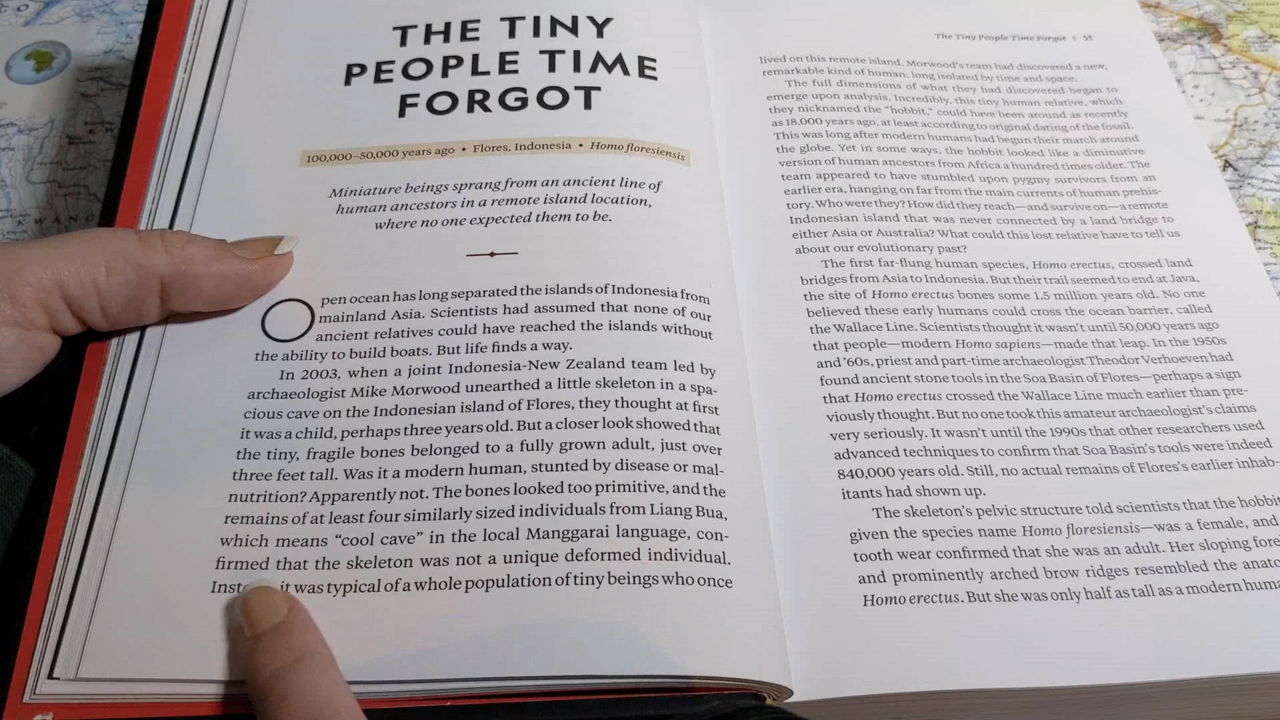 THE TINY
PEOPLE TIME
FORGOT
100,000–50,000 years ago • Flores, Indonesia • Homo floresiensis
Miniature beings sprang from an ancient line of
human ancestors in a remote island location,
where no one expected them to be.
Open ocean has long separated the islands of Indonesia from
mainland Asia. Scientists had assumed that none of our
ancient relatives could have reached the islands without
the ability to build boats. But life finds a way.
In 2003, when a joint Indonesia-New Zealand team led by
archaeologist Mike Morwood unearthed a little skeleton in a spa-
cious cave on the Indonesian island of Flores, they thought at first
it was a child, perhaps three years old. But a closer look showed that
the tiny, fragile bones belonged to a fully grown adult, just over
three feet tall. Was it a modern human, stunted by disease or mal-
nutrition? Apparently not. The bones looked too primitive, and the
remains of at least four similarly sized individuals from Liang Bua,
which means “cool cave” in the local Manggarai language, con-
firmed that the skeleton was not a unique deformed individual.
Inste it was typical of a whole population of tiny beings who once
The Tiny People Time Forgot | 51
lived on this remote island. Morwood's team had discovered a new,
remarkable kind of human, long isolated by time and space.
The full dimensions of what they had discovered began to
emerge upon analysis. Incredibly, this tiny human relative, which
they nicknamed the “hobbit,” could have been around as recently
as 18,000 years ago, at least according to original dating of the fossil.
This was long after modern humans had begun their march around
the globe. Yet in some ways, the hobbit looked like a diminutive
version of human ancestors from Africa a hundred times older. The
team appeared to have stumbled upon pygmy survivors from an
earlier era, hanging on far from the main currents of human prehis-
tory. Who were they? How did they reach—and survive on—a remote
Indonesian island that was never connected by a land bridge to
either Asia or Australia? What could this lost relative have to tell us
about our evolutionary past?
The first far-flung human species, Homo erectus, crossed land
bridges from Asia to Indonesia. But their trail seemed to end at Java,
the site of Homo erectus bones some 1.5 million years old. No one
believed these early humans could cross the ocean barrier, called
the Wallace Line. Scientists thought it wasn't until 50,000 years ago
that people—modern Homo sapiens—made that leap. In the 1950s
and '60s, priest and part-time archaeologist Theodor Verhoeven had
found ancient stone tools in the Soa Basin of Flores—perhaps a sign
that Homo erectus crossed the Wallace Line much earlier than pre-
viously thought. But no one took this amateur archaeologist's claims
very seriously. It wasn't until the 1990s that other researchers used
advanced techniques to confirm that Soa Basin's tools were indeed
840,000 years old. Still, no actual remains of Flores's earlier inhab-
itants had shown up.
The skeleton's pelvic structure told scientists that the hobbit
given the species name Homo floresiensis—was a female, and
tooth wear confirmed that she was an adult. Her sloping fore
and prominently arched brow ridges resembled the anato
Homo erectus. But she was only half as tall as a modern huma
KWANG